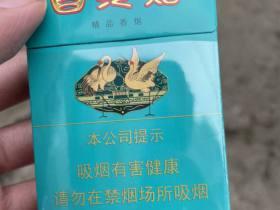 精品香烟
本公司提示
吸烟有害健康
请勿在禁烟场所吸烟